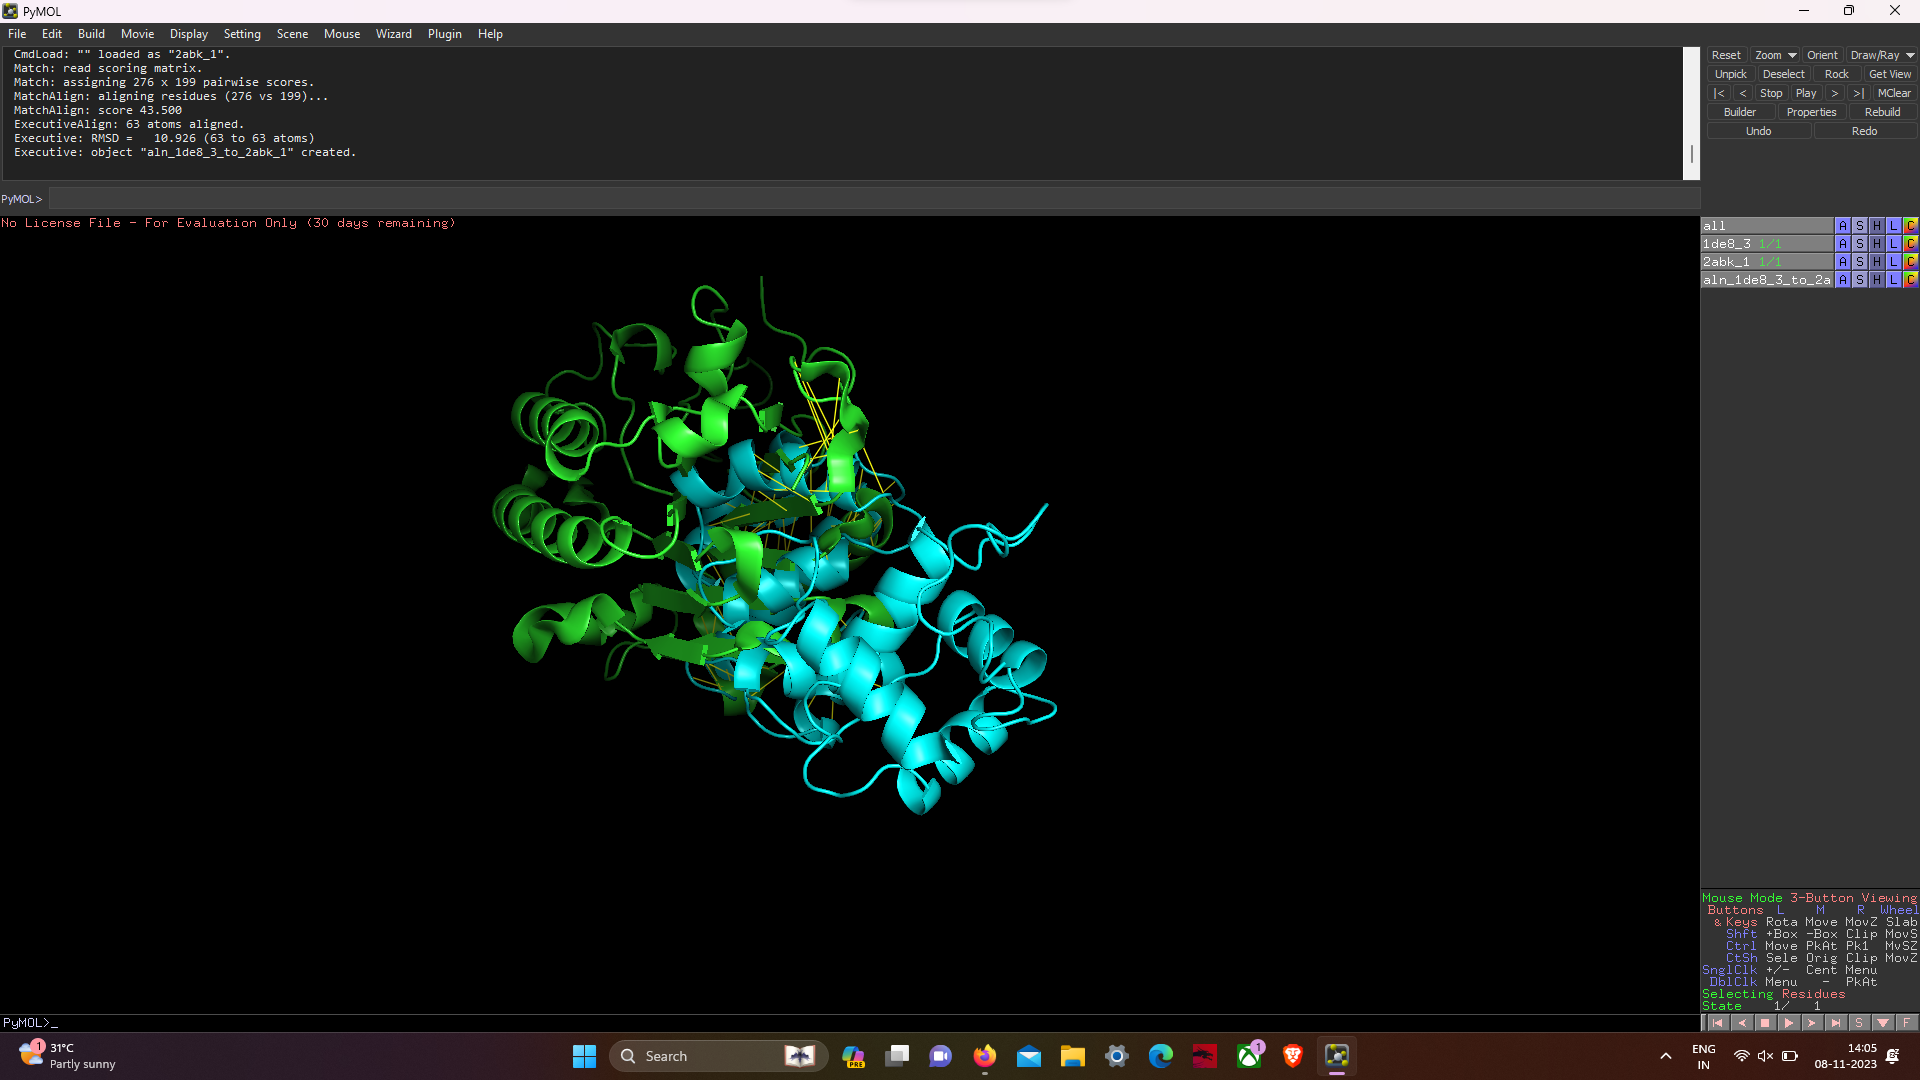 PyMOL
File Edit Build Movie Display Setting Scene Mouse Wizard Plugin Help
CmdLoad: "" loaded as "2abk_1".
Match: read scoring matrix.
Match: assigning 276 x 199 pairwise scores.
MatchAlign: aligning residues (276 vs 199)...
MatchAlign: score 43.500
ExecutiveAlign: 63 atoms aligned.
Executive: RMSD =   10.926 (63 to 63 atoms)
Executive: object "aln_1de8_3_to_2abk_1" created.
Reset Zoom Orient Draw/Ray
Unpick Deselect Rock Get View
|< < Stop Play > >| MClear
Builder Properties Rebuild
Undo Redo
PyMOL>
No License File - For Evaluation Only (30 days remaining)
all A S H L C
1de8_3 1/1 A S H L C
2abk_1 1/1 A S H L C
aln_1de8_3_to_2a A S H L C
Mouse Mode 3-Button Viewing
Buttons L M R Wheel
& Keys Rota Move MovZ Slab
Shft +Box -Box Clip MovS
Ctrl Move PkAt Pk1 MvSZ
CtSh Sele Orig Clip MovZ
SnglClk +/- Cent Menu
DblClk Menu - PkAt
Selecting Residues
State 1/ 1
PyMOL>_
S F
1
31°C
Partly sunny
Search
PRE
1
ENG
IN
14:05
08-11-2023